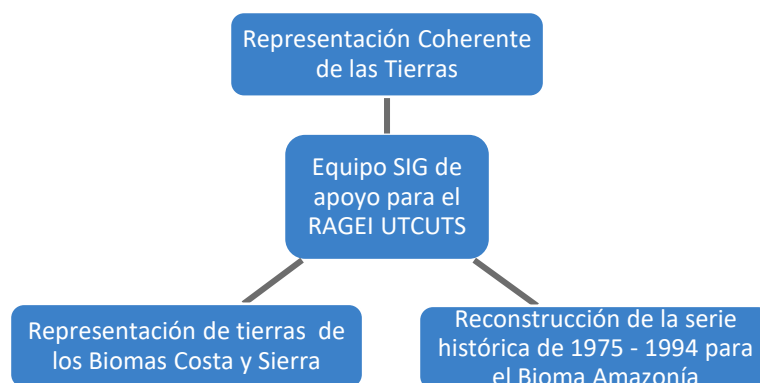 Representación Coherente
de las Tierras
Equipo SIG de
apoyo para el
RAGEI UTCUTS
Representación de tierras de
los Biomas Costa y Sierra
Reconstrucción de la serie
histórica de 1975 - 1994 para
el Bioma Amazonía